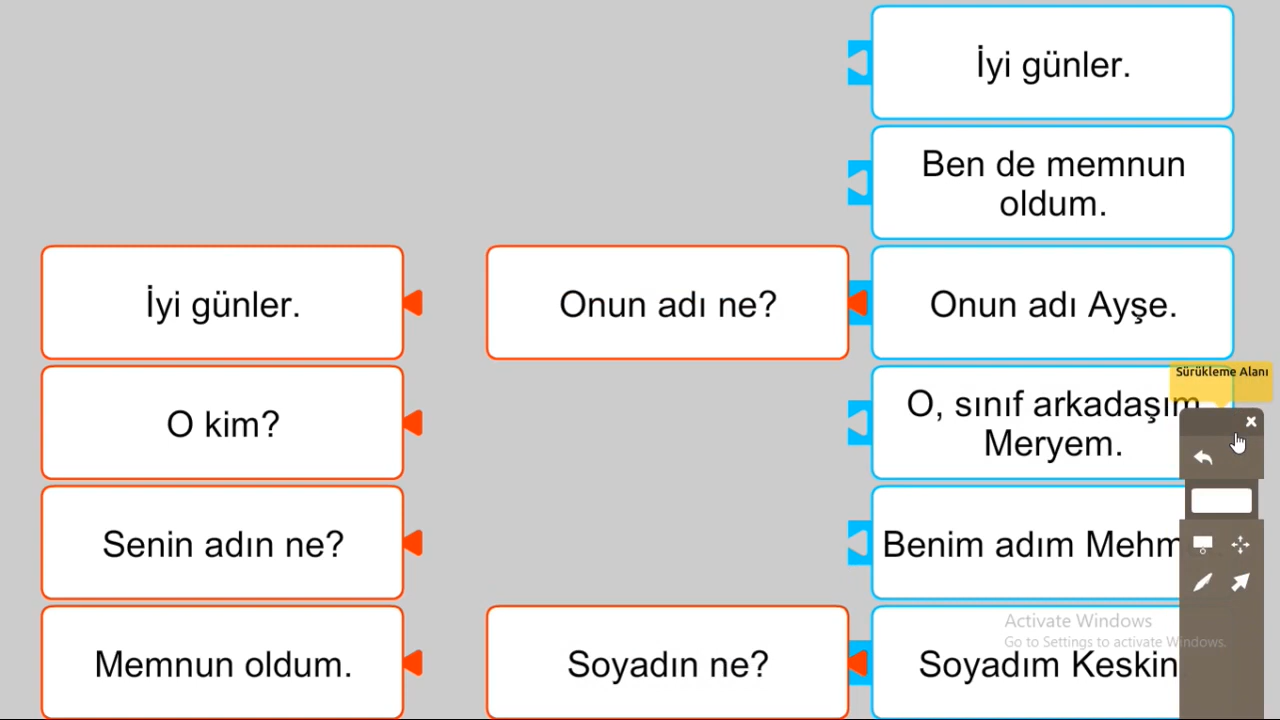 İyi günler.
Ben de memnun
oldum.
İyi günler.
Onun adı ne?
Onun adı Ayşe.
Sürükleme Alanı
O kim?
O, sınıf arkadaşım
Meryem.
Senin adın ne?
Benim adım Mehm
Activate Windows
Go to Settings to activate Windows.
Memnun oldum.
Soyadın ne?
Soyadım Keskin